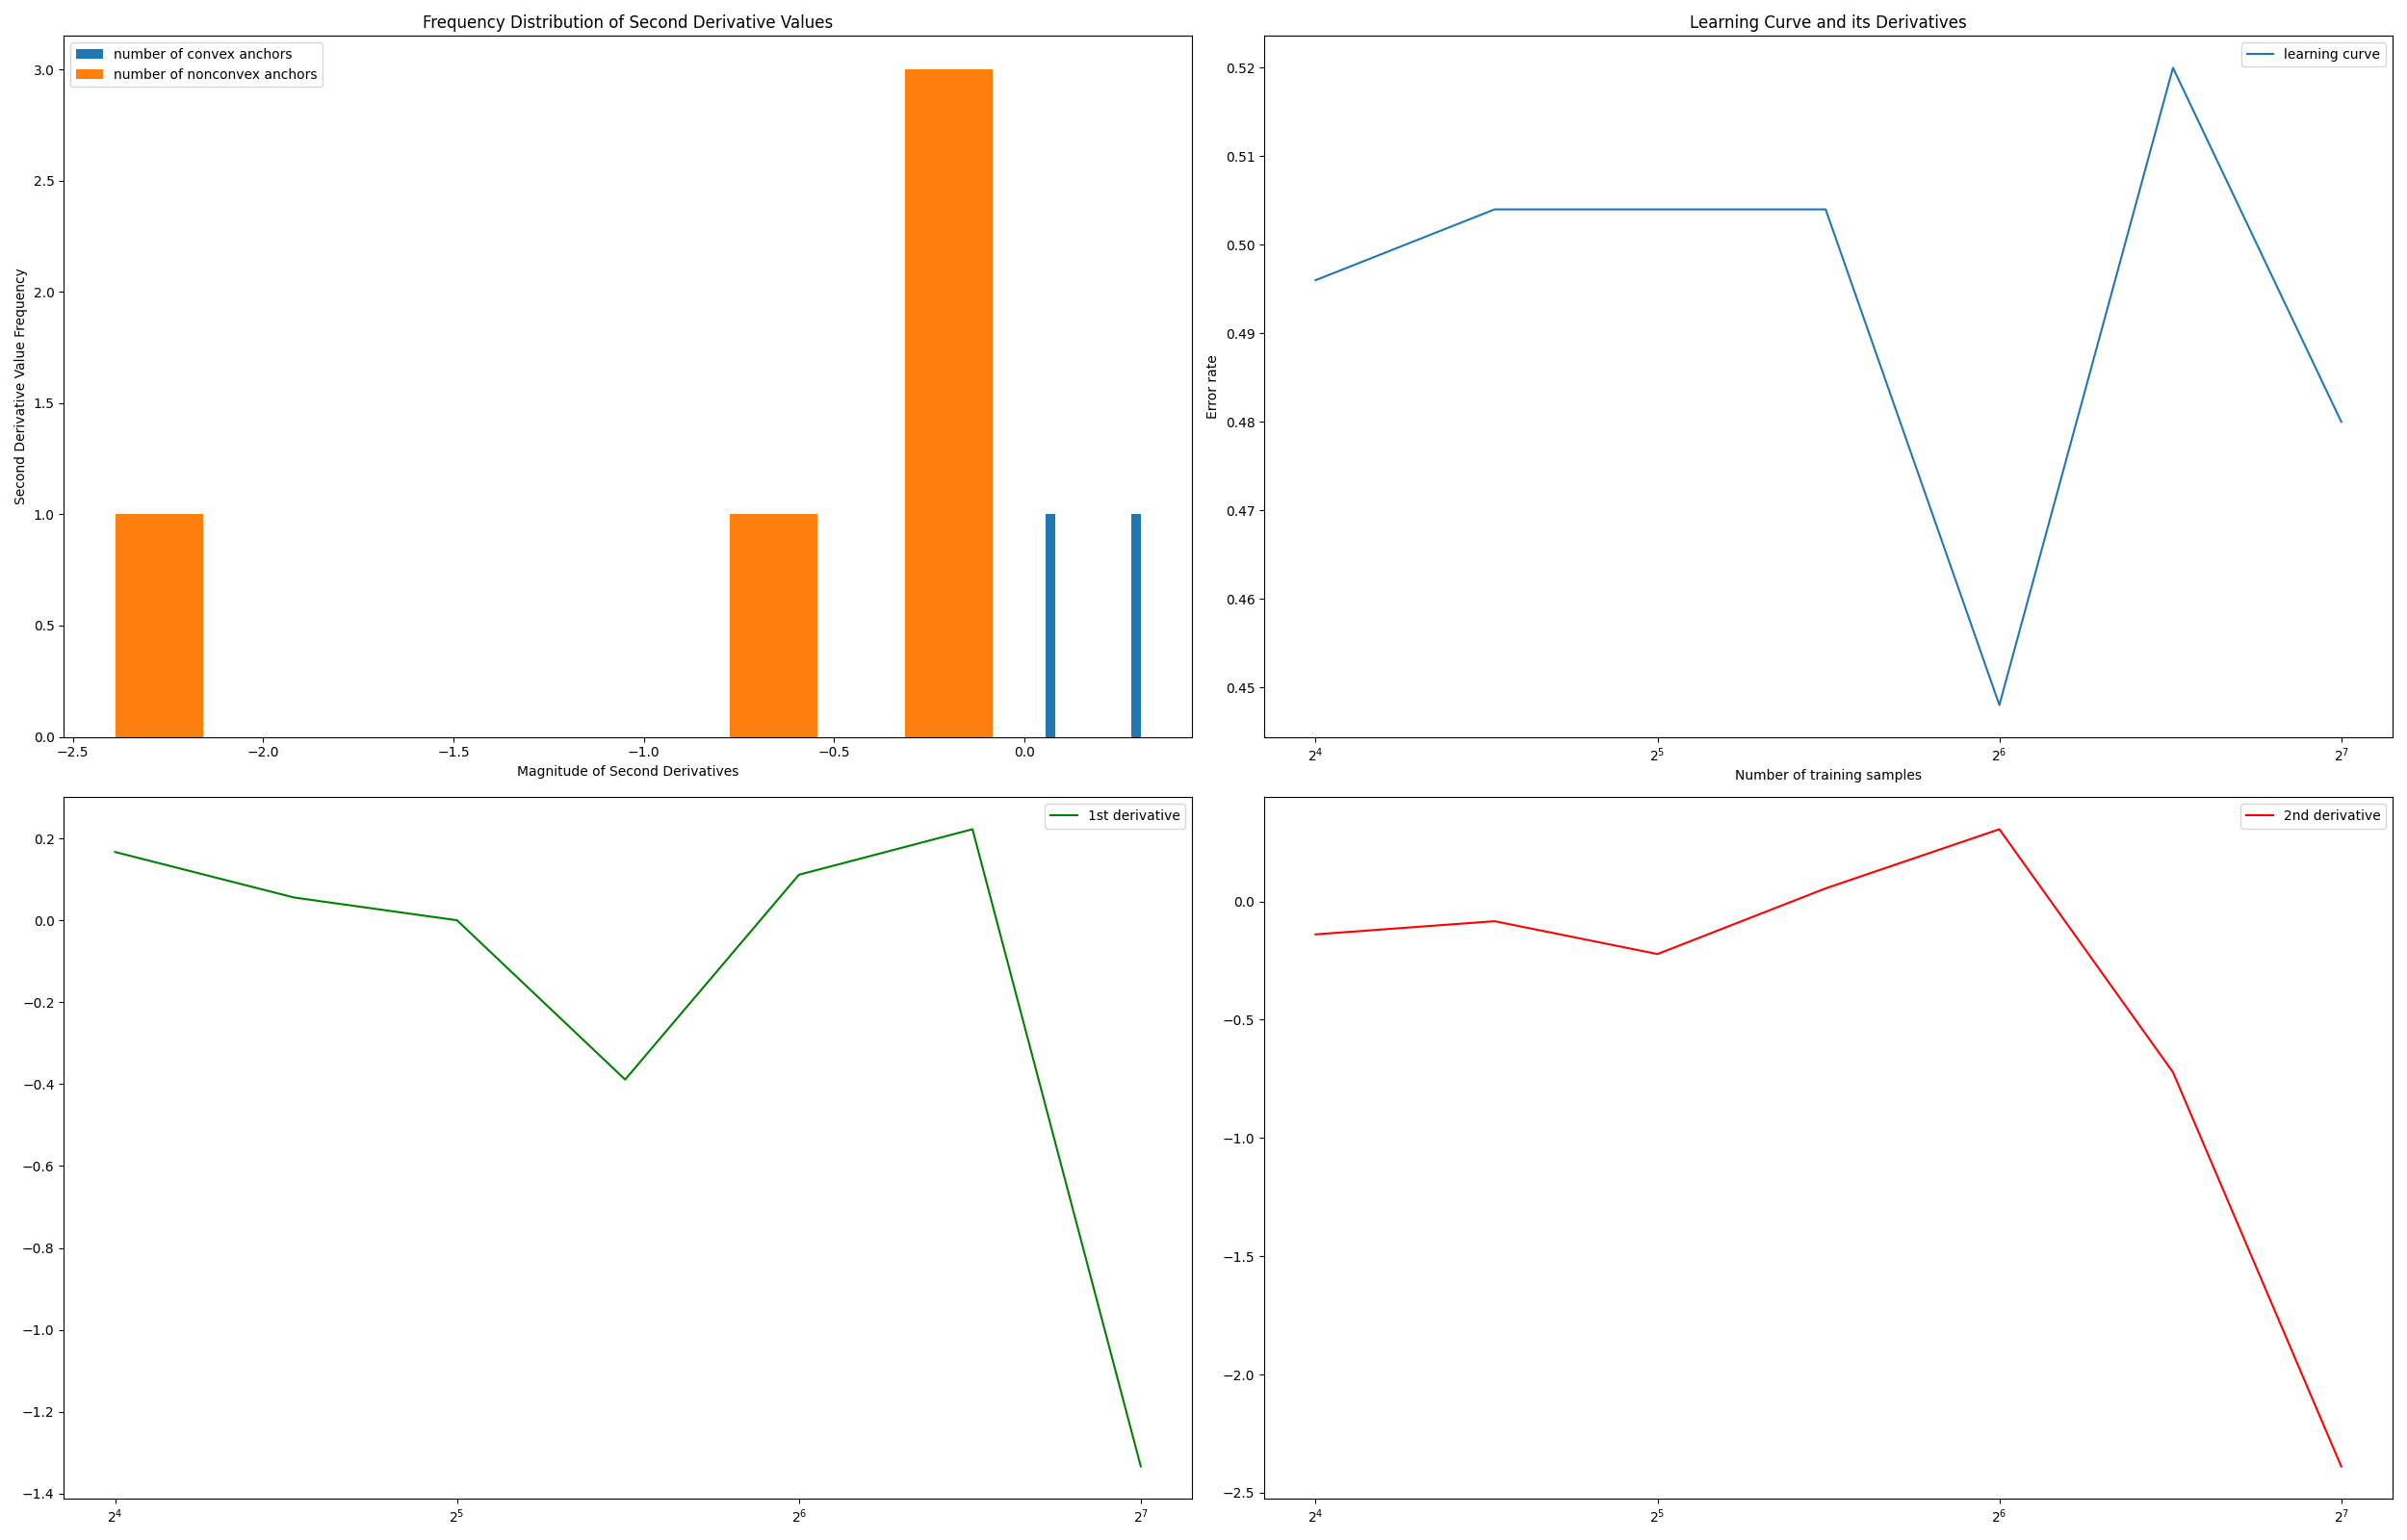 Frequency Distribution of Second Derivative Values
number of convex anchors
number of nonconvex anchors
Second Derivative Value Frequency
3.0
2.5
2.0
1.5
1.0
0.5
0.0
−2.5 −2.0 −1.5 −1.0 −0.5 0.0
Magnitude of Second Derivatives
Learning Curve and its Derivatives
learning curve
Error rate
0.52
0.51
0.50
0.49
0.48
0.47
0.46
0.45
2⁴ 2⁵ 2⁶ 2⁷
Number of training samples
1st derivative
0.2
0.0
−0.2
−0.4
−0.6
−0.8
−1.0
−1.2
−1.4
2⁴ 2⁵ 2⁶ 2⁷
2nd derivative
0.0
−0.5
−1.0
−1.5
−2.0
−2.5
2⁴ 2⁵ 2⁶ 2⁷